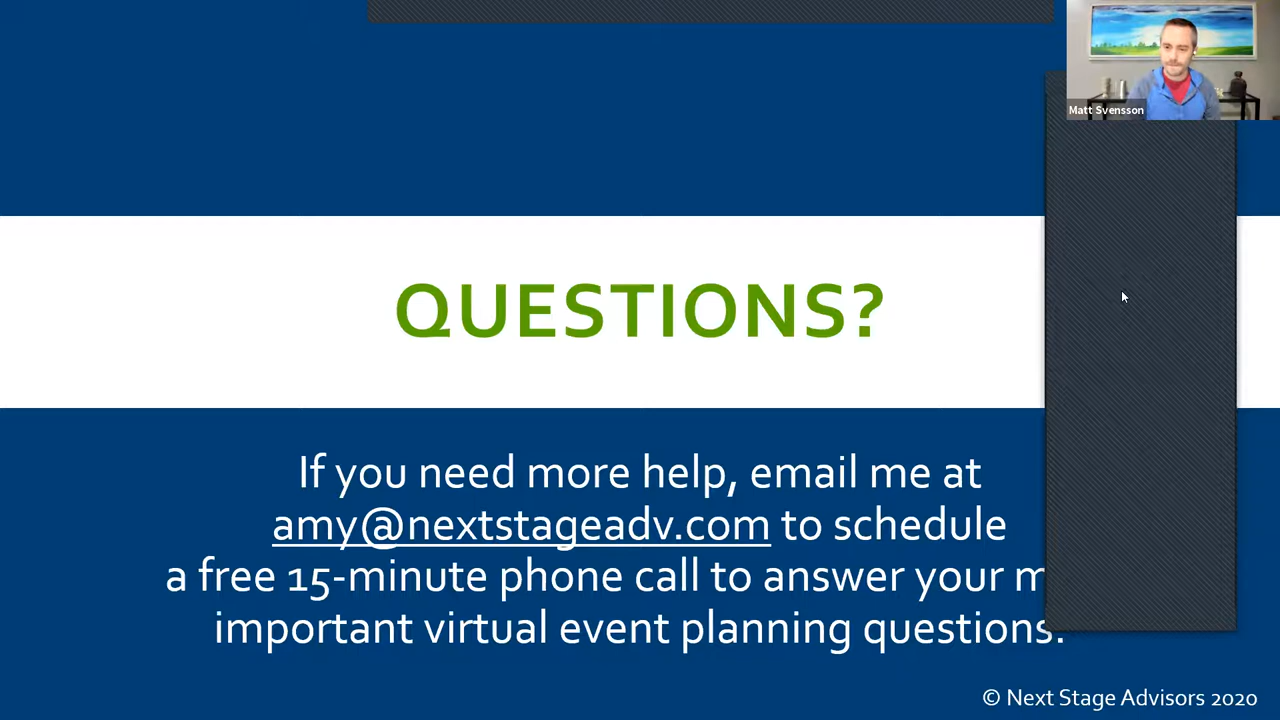 Matt Svensson
QUESTIONS?
If you need more help, email me at
amy@nextstageadv.com to schedule
a free 15-minute phone call to answer your
important virtual event planning questions.
© Next Stage Advisors 2020